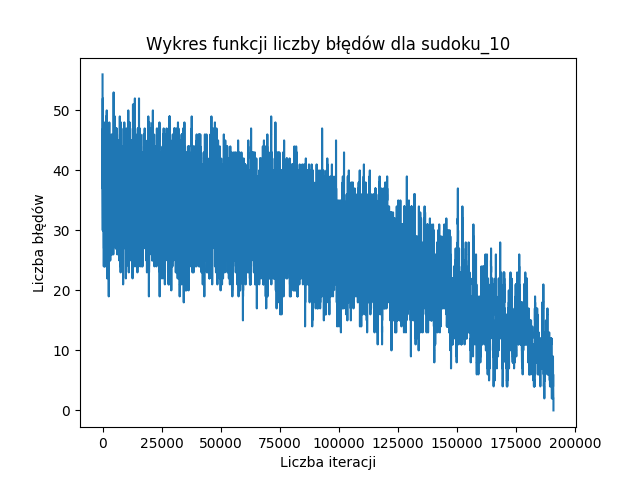 Wykres funkcji liczby błędów dla sudoku_10
50
40
30
20
10
0
Liczba błędów
0 25000 50000 75000 100000 125000 150000 175000 200000
Liczba iteracji